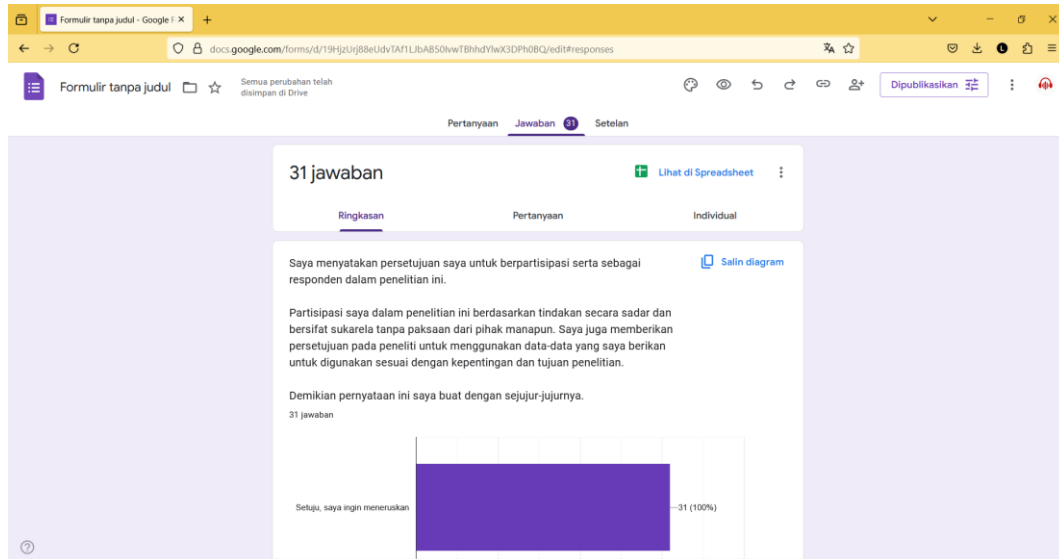 Formulir tanpa judul - Google F
docs.google.com/forms/d/19HjzUrj88eUdvTAf1LJbAB50IvwTBhhdYlwX3DPh0BQ/edit#responses
Formulir tanpa judul
Semua perubahan telah
disimpan di Drive
Dipublikasikan
Pertanyaan Jawaban 31 Setelan
31 jawaban
Lihat di Spreadsheet
Ringkasan Pertanyaan Individual
Saya menyatakan persetujuan saya untuk berpartisipasi serta sebagai
responden dalam penelitian ini.
Salin diagram
Partisipasi saya dalam penelitian ini berdasarkan tindakan secara sadar dan
bersifat sukarela tanpa paksaan dari pihak manapun. Saya juga memberikan
persetujuan pada peneliti untuk menggunakan data-data yang saya berikan
untuk digunakan sesuai dengan kepentingan dan tujuan penelitian.
Demikian pernyataan ini saya buat dengan sejujur-jujurnya.
31 jawaban
Setuju, saya ingin meneruskan
31 (100%)